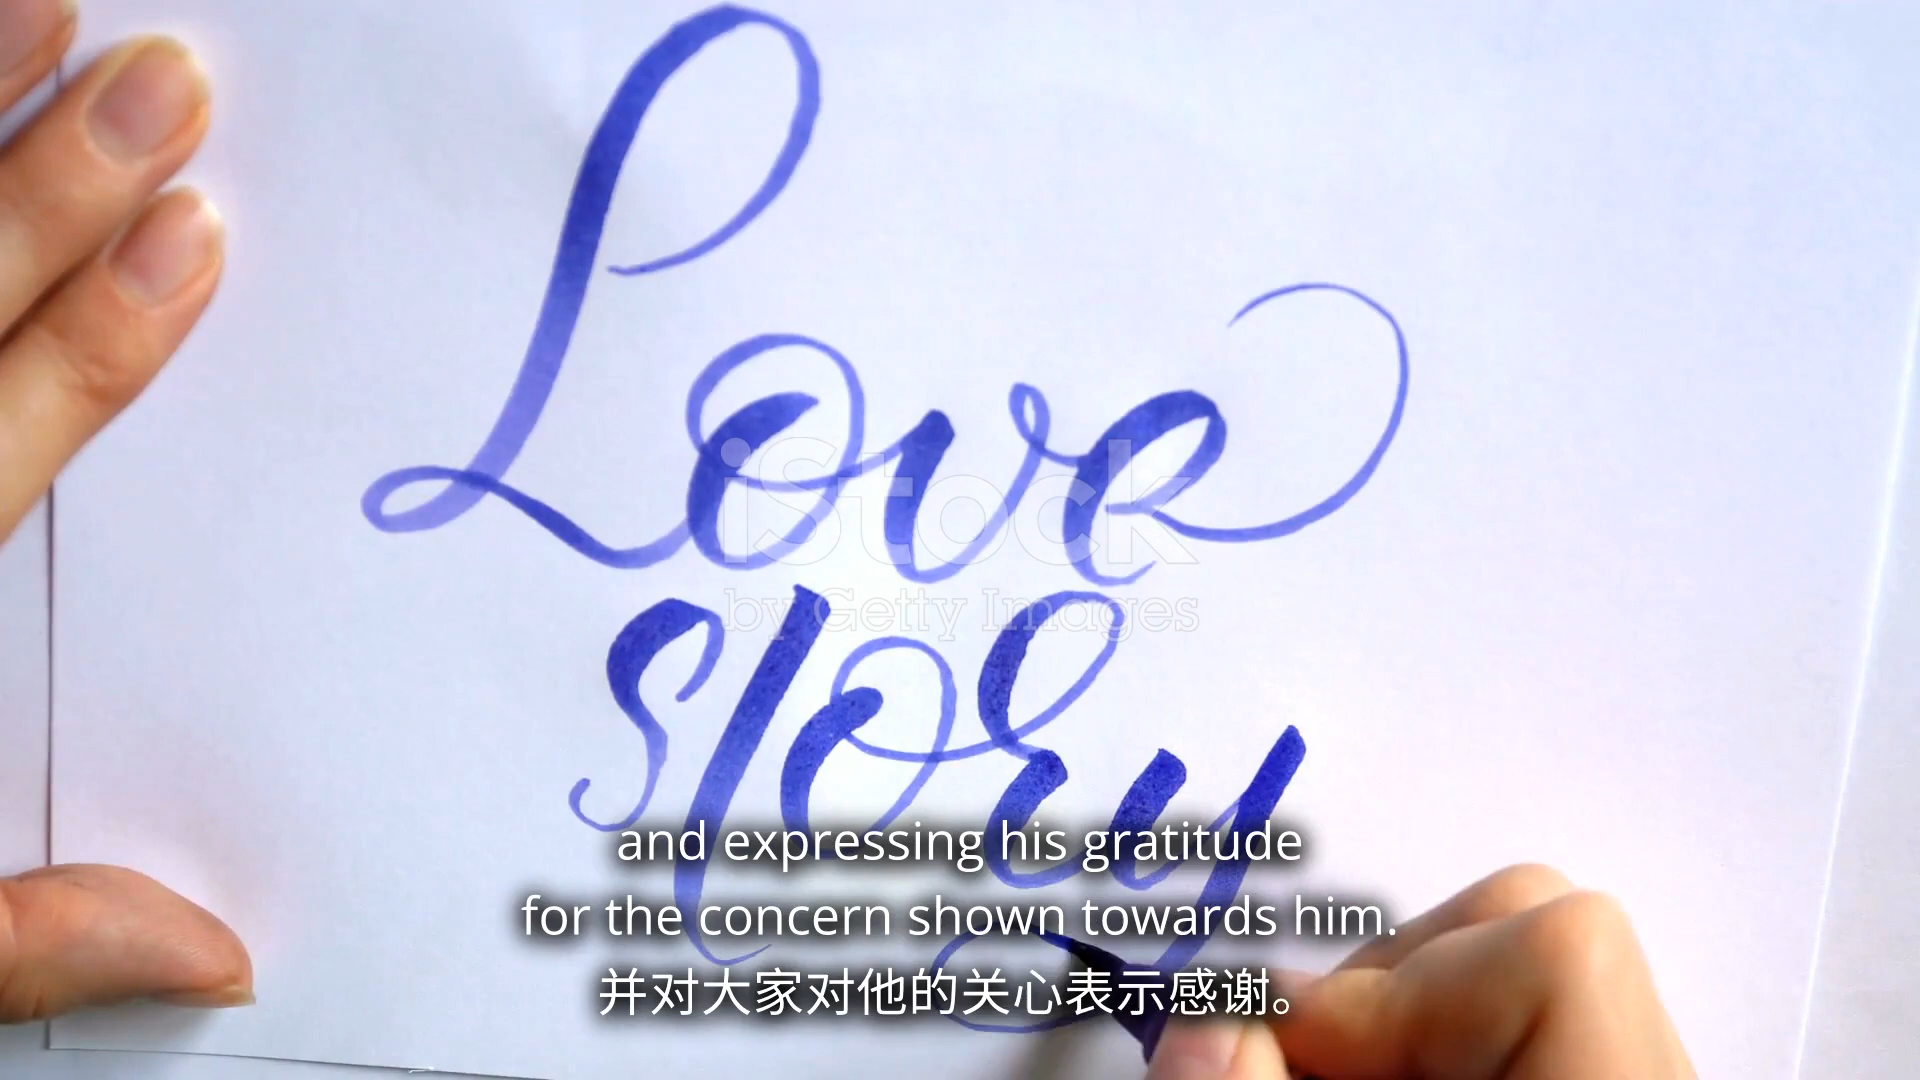 Love
story
iStock
by Getty Images
and expressing his gratitude
for the concern shown towards him.
并对大家对他的关心表示感谢。